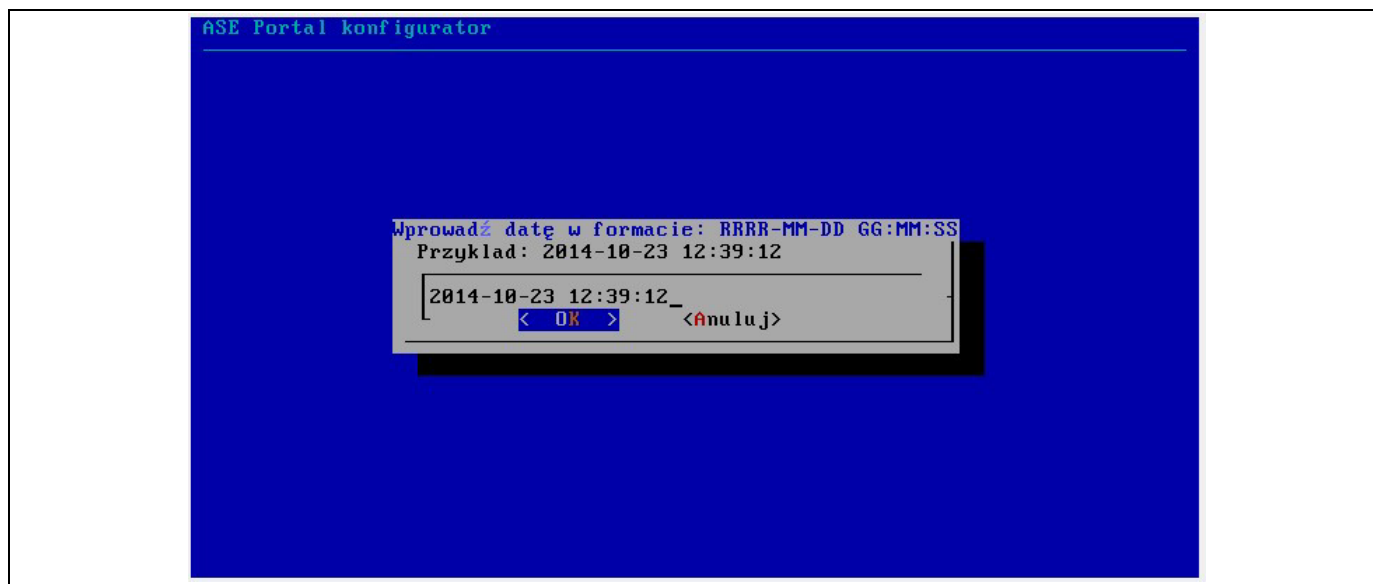 ASE Portal konfigurator
Wprowadź datę w formacie: RRRR-MM-DD GG:MM:SS
Przyklad: 2014-10-23 12:39:12
2014-10-23 12:39:12_
< OK > <Anuluj>